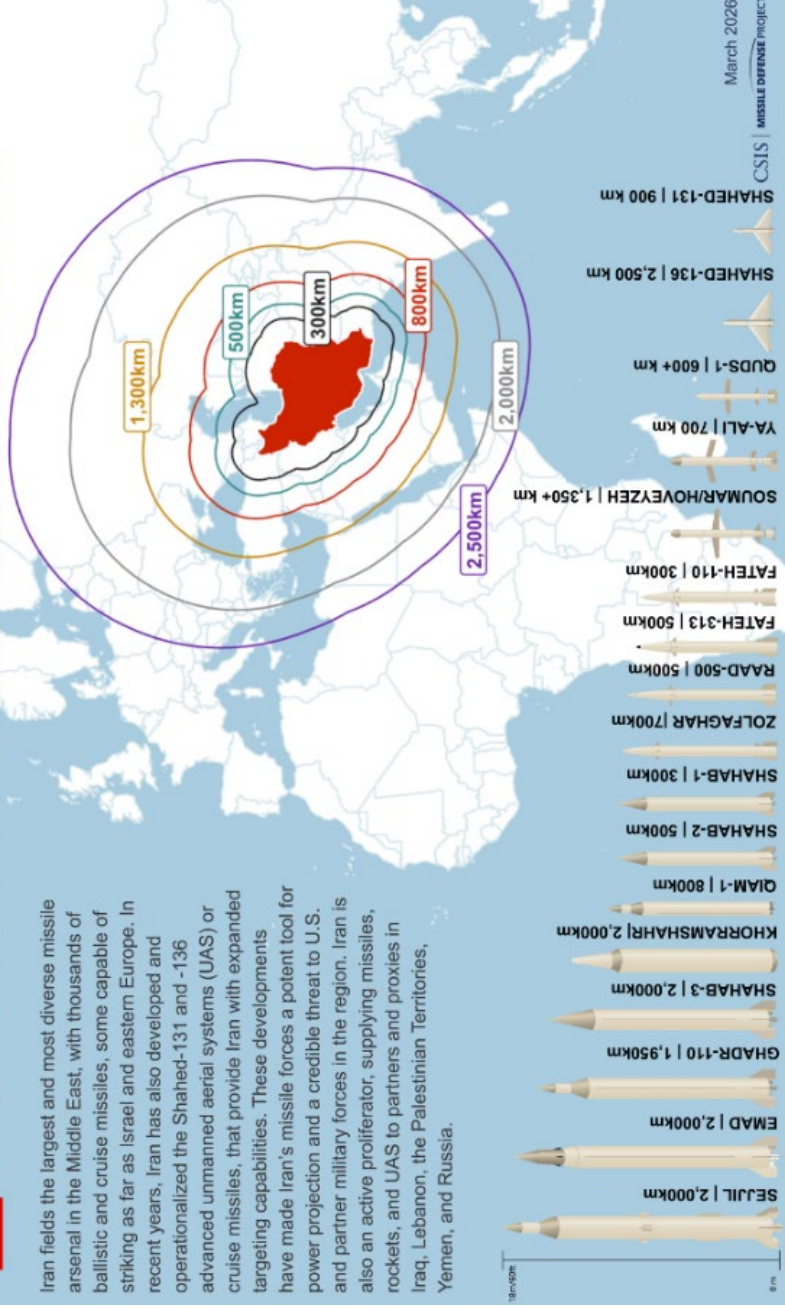 Iran fields the largest and most diverse missile
arsenal in the Middle East, with thousands of
ballistic and cruise missiles, some capable of
striking as far as Israel and eastern Europe. In
recent years, Iran has also developed and
operationalized the Shahed-131 and -136
advanced unmanned aerial systems (UAS) or
cruise missiles, that provide Iran with expanded
targeting capabilities. These developments
have made Iran's missile forces a potent tool for
power projection and a credible threat to U.S.
and partner military forces in the region. Iran is
also an active proliferator, supplying missiles,
rockets, and UAS to partners and proxies in
Iraq, Lebanon, the Palestinian Territories,
Yemen, and Russia.
1,300km
500km
300km
800km
2,000km
2,500km
SEJJIL | 2,000km
EMAD | 2,000km
GHADR-110 | 1,950km
SHAHAB-3 | 2,000km
KHORRAMSHAHR| 2,000km
QIAM-1 | 800km
SHAHAB-2 | 500km
SHAHAB-1 | 300km
ZOLFAGHAR |700km
RAAD-500 | 500km
FATEH-313 | 500km
FATEH-110 | 300km
SOUMAR/HOVEYZEH | 1,350+ km
YA-ALI | 700 km
QUDS-1 | 600+ km
SHAHED-136 | 2,500 km
SHAHED-131 | 900 km
March 2026
CSIS | MISSILE DEFENSE PROJECT